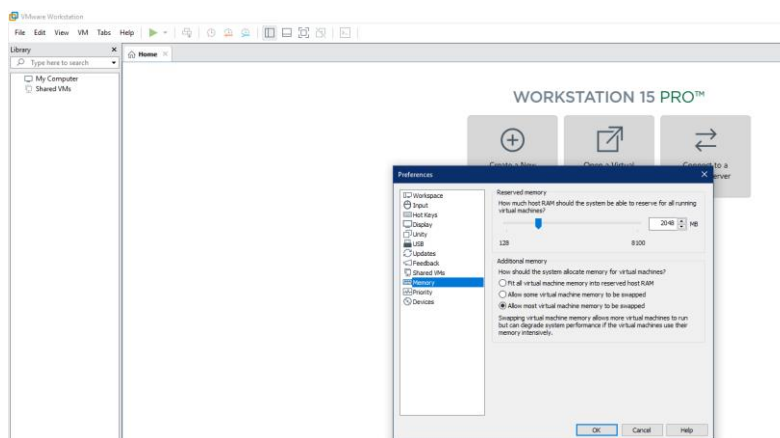 VMware Workstation
File Edit View VM Tabs Help
Library
Home
Type here to search
My Computer
Shared VMs
WORKSTATION 15 PRO™
Create a New
Open a Virtual
Connect to a
erver
Preferences
Workspace
Input
Hot Keys
Display
Unity
USB
Updates
Feedback
Shared VMs
Memory
Priority
Devices
Reserved memory
How much host RAM should the system be able to reserve for all running
virtual machines?
2048 MB
128 8100
Additional memory
How should the system allocate memory for virtual machines?
Fit all virtual machine memory into reserved host RAM
Allow some virtual machine memory to be swapped
Allow most virtual machine memory to be swapped
Swapping virtual machine memory allows more virtual machines to run
but can degrade system performance if the virtual machines use their
memory intensively.
OK Cancel Help